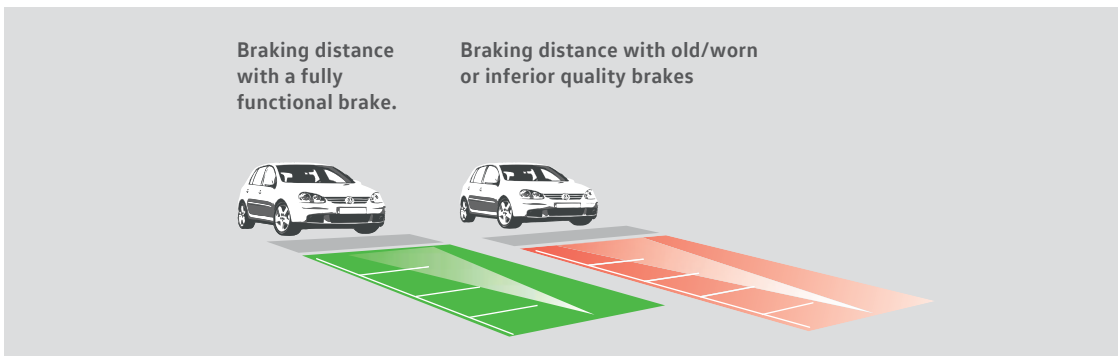 Braking distance
with a fully
functional brake.
Braking distance with old/worn
or inferior quality brakes